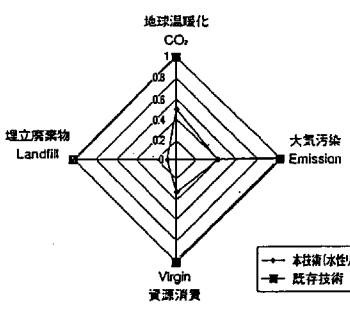 地球温暖化
CO₂
1
0.8
0.6
0.4
0.2
0
埋立廃棄物
Landfill
大気汚染
Emission
Virgin
資源消費
本技術(水性
既存技術